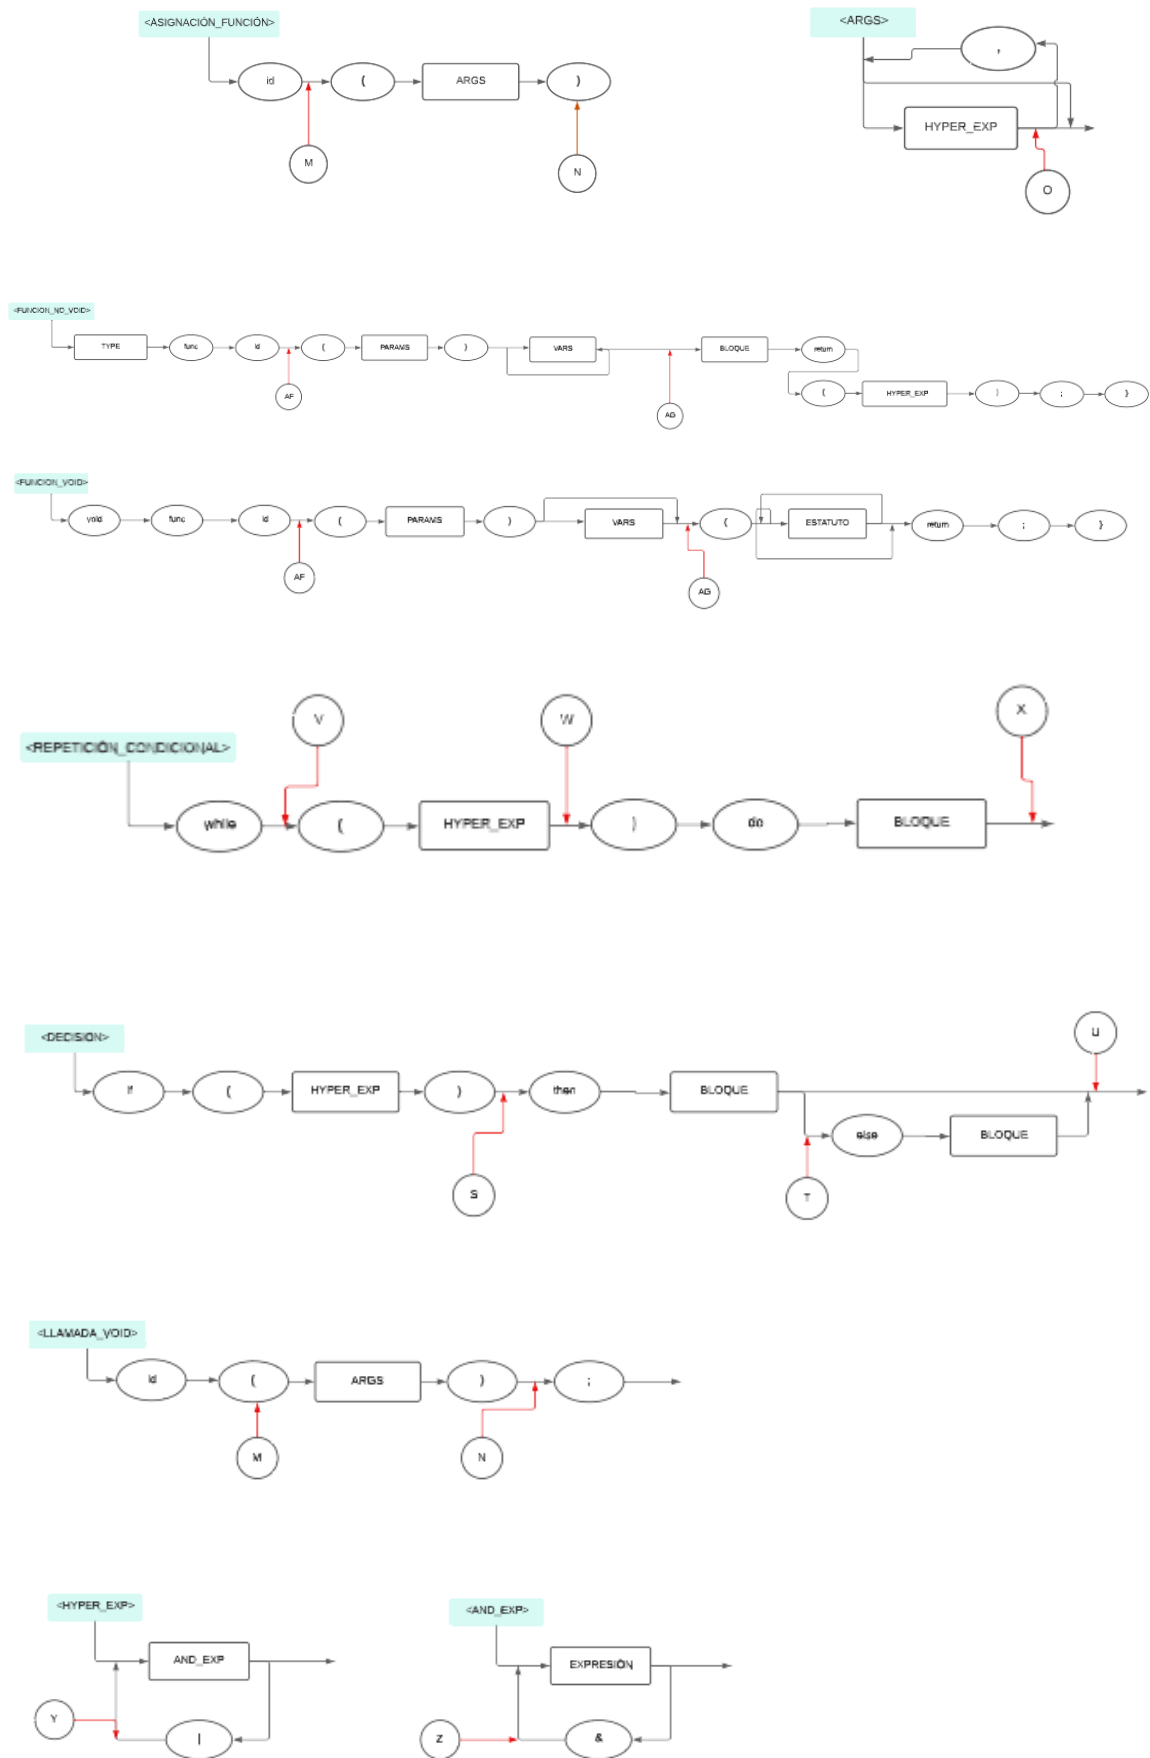 <ASIGNACIÓN_FUNCIÓN>
id ( ARGS )
M
N
<ARGS>
,
HYPER_EXP
O
<FUNCION_NO_VOID>
TYPE func id ( PARAMS ) VARS BLOQUE return
AF
AG
( HYPER_EXP ) ; }
<FUNCION_VOID>
void func id ( PARAMS ) VARS { ESTATUTO return ; }
AF
AG
V W X
<REPETICIÓN_CONDICIONAL>
while ( HYPER_EXP ) do BLOQUE
U
<DECISION>
if ( HYPER_EXP ) then BLOQUE
else BLOQUE
S T
<LLAMADA_VOID>
id ( ARGS ) ;
M N
<HYPER_EXP>
AND_EXP
Y |
<AND_EXP>
EXPRESIÓN
Z &